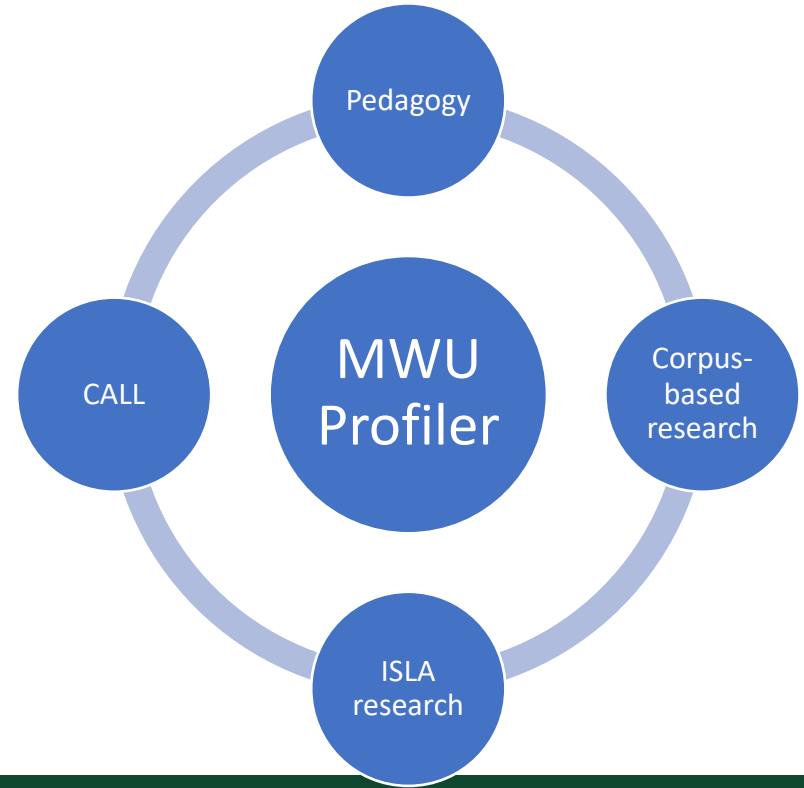 Pedagogy
MWU
Profiler
CALL
Corpus-
based
research
ISLA
research